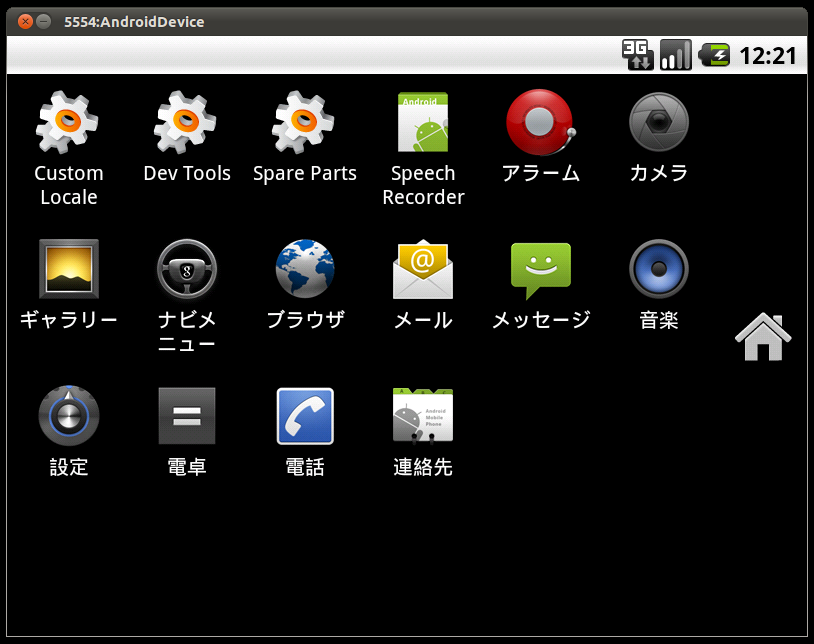 5554:AndroidDevice
3G 12:21
Custom
Locale
Dev Tools
Spare Parts
Android
Speech
Recorder
アラーム
カメラ
ギャラリー
8
ナビメ
ニュー
ブラウザ
@
メール
メッセージ
音楽
設定
電卓
電話
Android
Mobile
Phone
連絡先